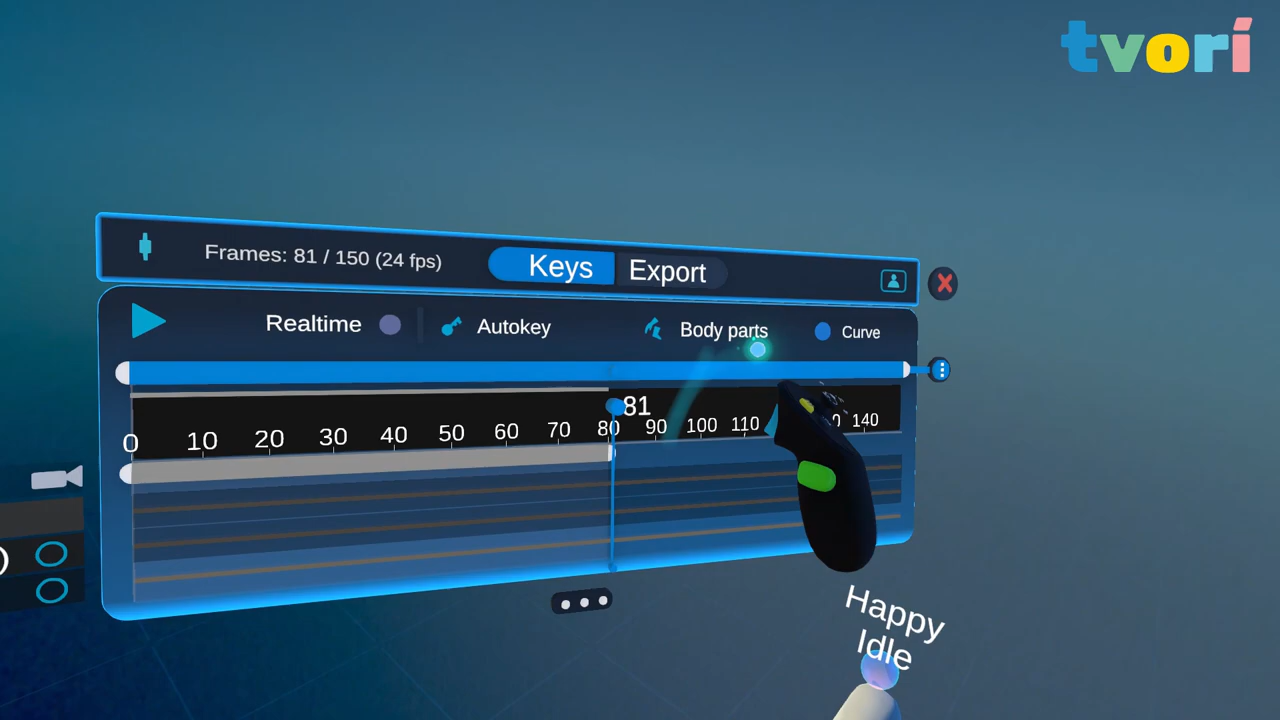 tvori
Frames: 81 / 150 (24 fps)
Keys
Export
Realtime
Autokey
Body parts
Curve
81
0 10 20 30 40 50 60 70 80 90 100 110 140
Happy
Idle